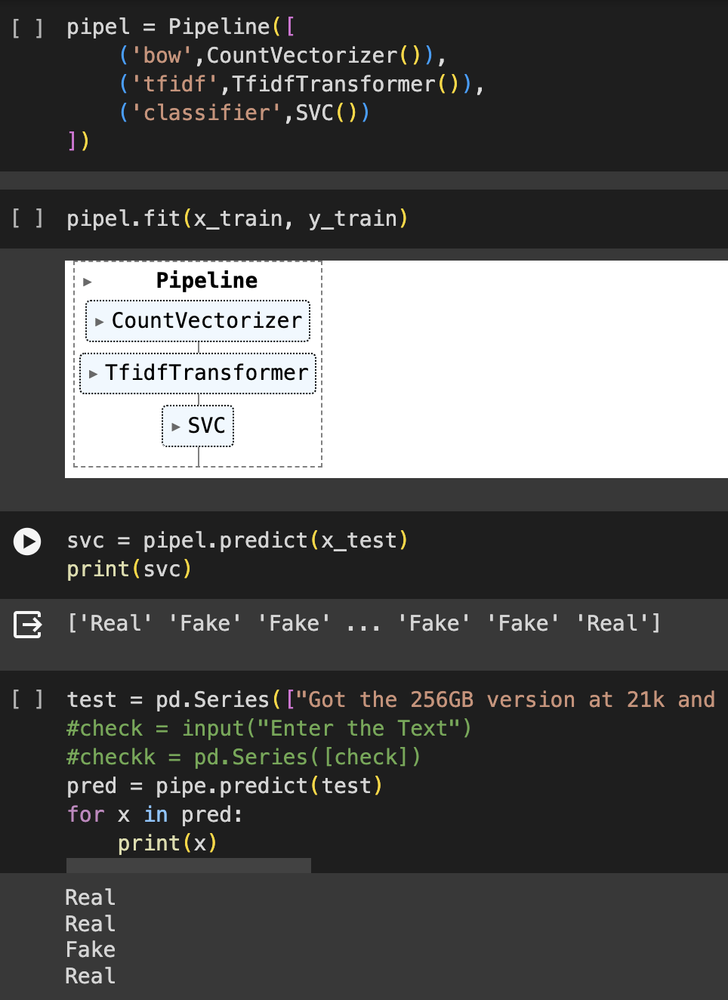 [ ] pipel = Pipeline([
('bow',CountVectorizer()),
('tfidf',TfidfTransformer()),
('classifier',SVC())
])
[ ] pipel.fit(x_train, y_train)
Pipeline
CountVectorizer
TfidfTransformer
SVC
svc = pipel.predict(x_test)
print(svc)
['Real' 'Fake' 'Fake' ... 'Fake' 'Fake' 'Real']
[ ] test = pd.Series(["Got the 256GB version at 21k and
#check = input("Enter the Text")
#checkk = pd.Series([check])
pred = pipe.predict(test)
for x in pred:
print(x)
Real
Real
Fake
Real